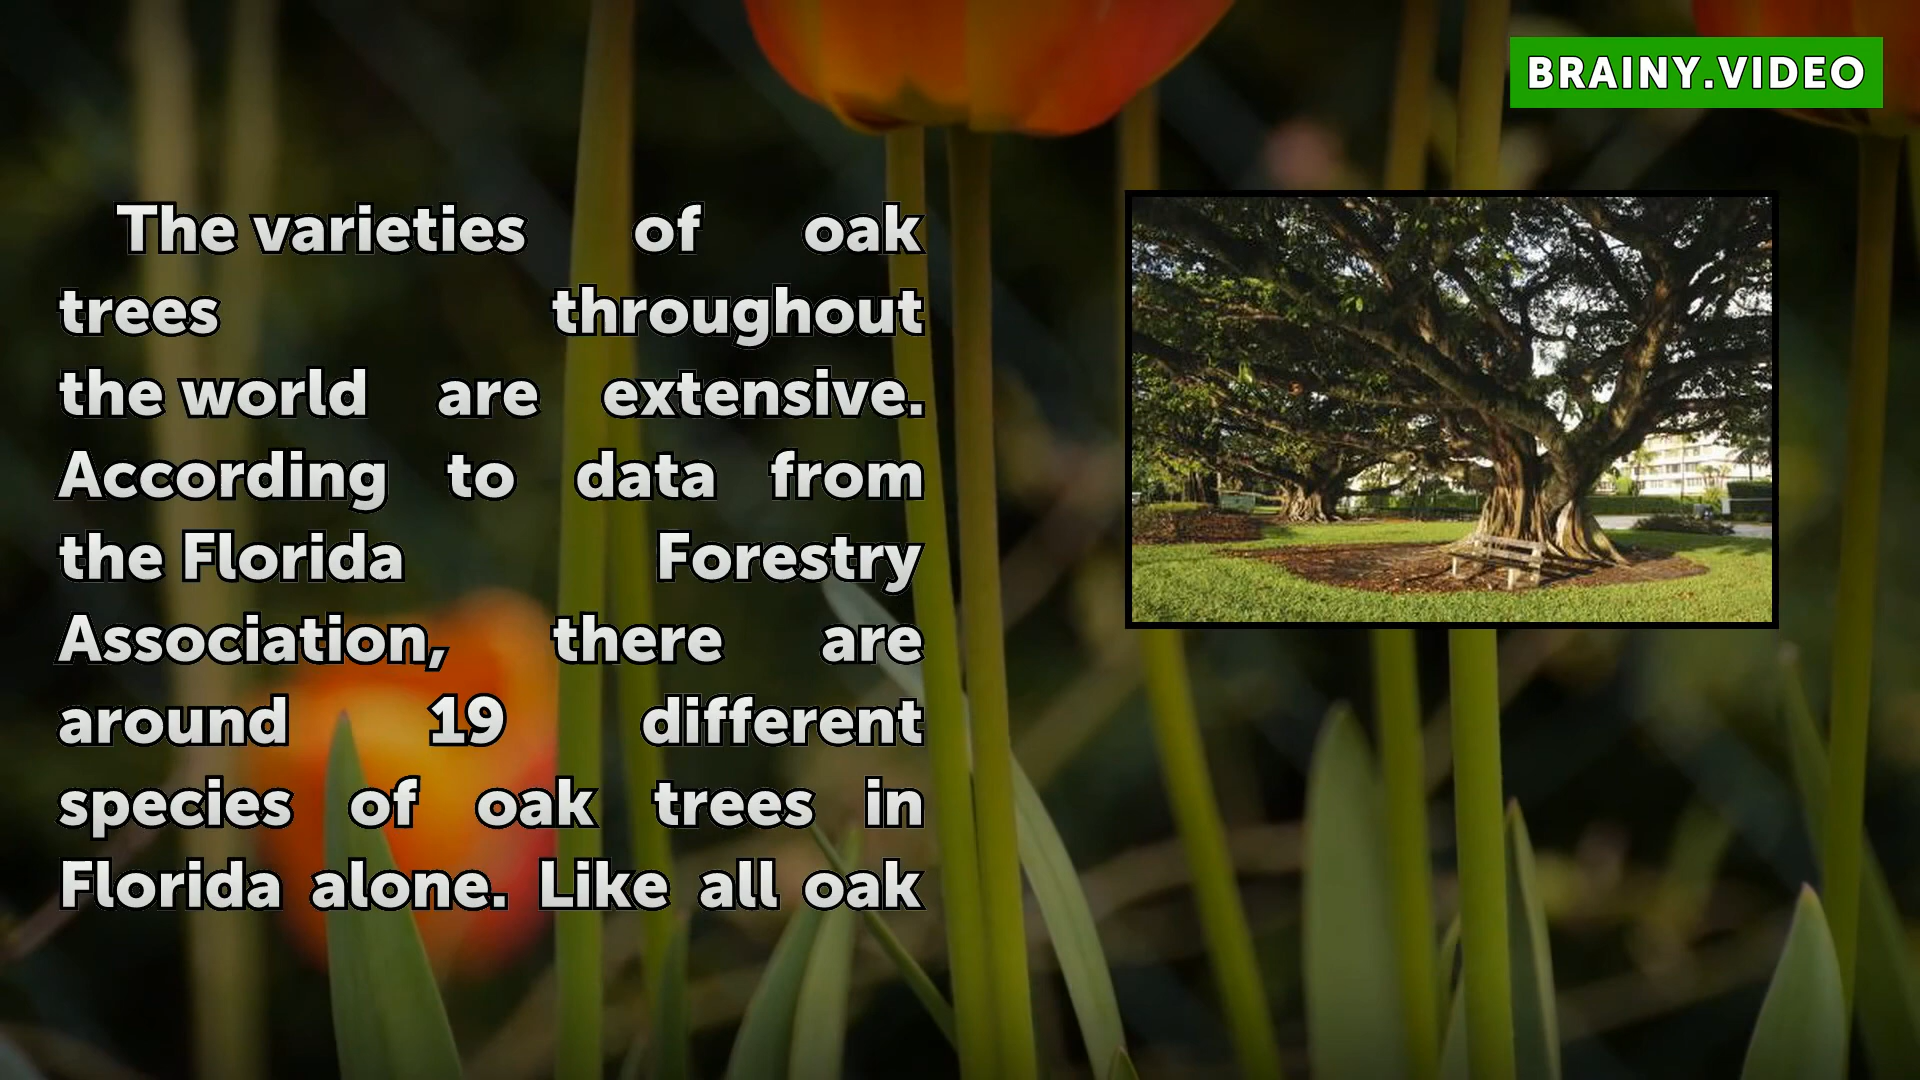 BRAINY.VIDEO
The varieties of oak
trees throughout
the world are extensive.
According to data from
the Florida Forestry
Association, there are
around 19 different
species of oak trees in
Florida alone. Like all oak